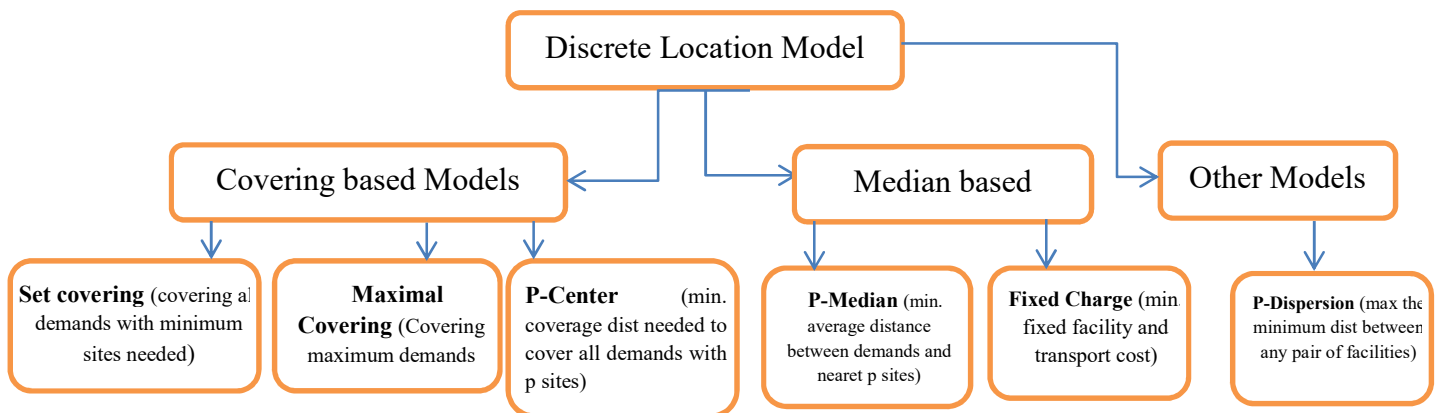 Discrete Location Model
Covering based Models
Median based
Other Models
Set covering (covering al
demands with minimum
sites needed)
Maximal
Covering (Covering
maximum demands
P-Center (min.
coverage dist needed to
cover all demands with
p sites)
P-Median (min.
average distance
between demands and
nearet p sites)
Fixed Charge (min.
fixed facility and
transport cost)
P-Dispersion (max the
minimum dist between
any pair of facilities)